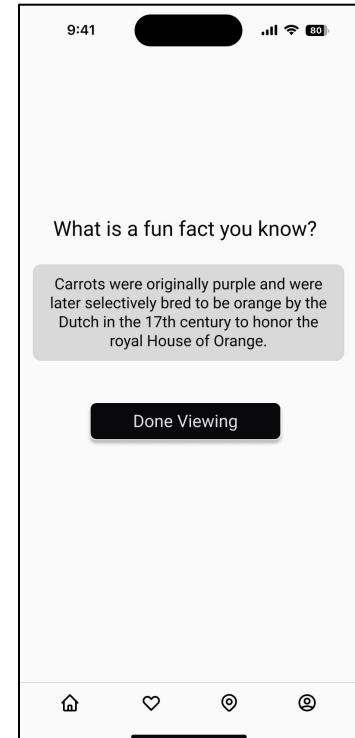 9:41
80
What is a fun fact you know?
Carrots were originally purple and were
later selectively bred to be orange by the
Dutch in the 17th century to honor the
royal House of Orange.
Done Viewing